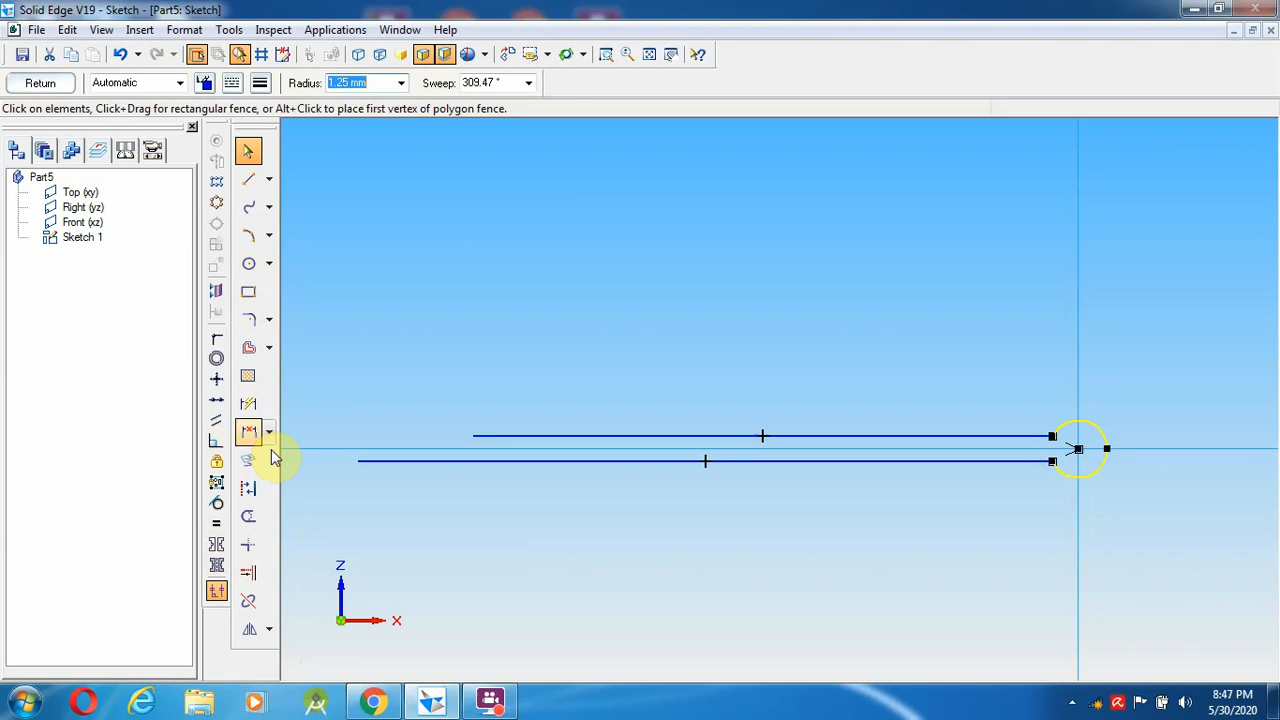 Solid Edge V19 - Sketch - [Part5: Sketch]
File Edit View Insert Format Tools Inspect Applications Window Help
Return Automatic Radius: 1.25 mm Sweep: 309.47 °
Click on elements, Click+Drag for rectangular fence, or Alt+Click to place first vertex of polygon fence.
Part5
Top (xy)
Right (yz)
Front (xz)
Sketch 1
Z
X
8:47 PM
5/30/2020